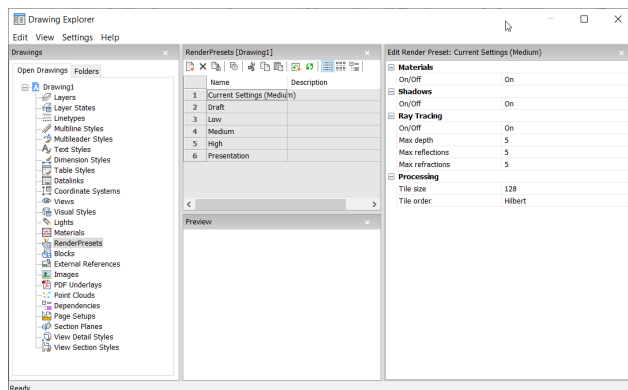 Drawing Explorer
Edit View Settings Help
Drawings
Open Drawings Folders
Drawing1
Layers
Layer States
Linetypes
Multiline Styles
Multileader Styles
Text Styles
Dimension Styles
Table Styles
Datalinks
Coordinate Systems
Views
Visual Styles
Lights
Materials
RenderPresets
Blocks
External References
Images
PDF Underlays
Point Clouds
Dependencies
Page Setups
Section Planes
View Detail Styles
View Section Styles
RenderPresets [Drawing1]
Name Description
1 Current Settings (Medium)
2 Draft
3 Low
4 Medium
5 High
6 Presentation
Preview
Edit Render Preset: Current Settings (Medium)
Materials
On/Off On
Shadows
On/Off On
Ray Tracing
On/Off On
Max depth 5
Max reflections 5
Max refractions 5
Processing
Tile size 128
Tile order Hilbert
Ready